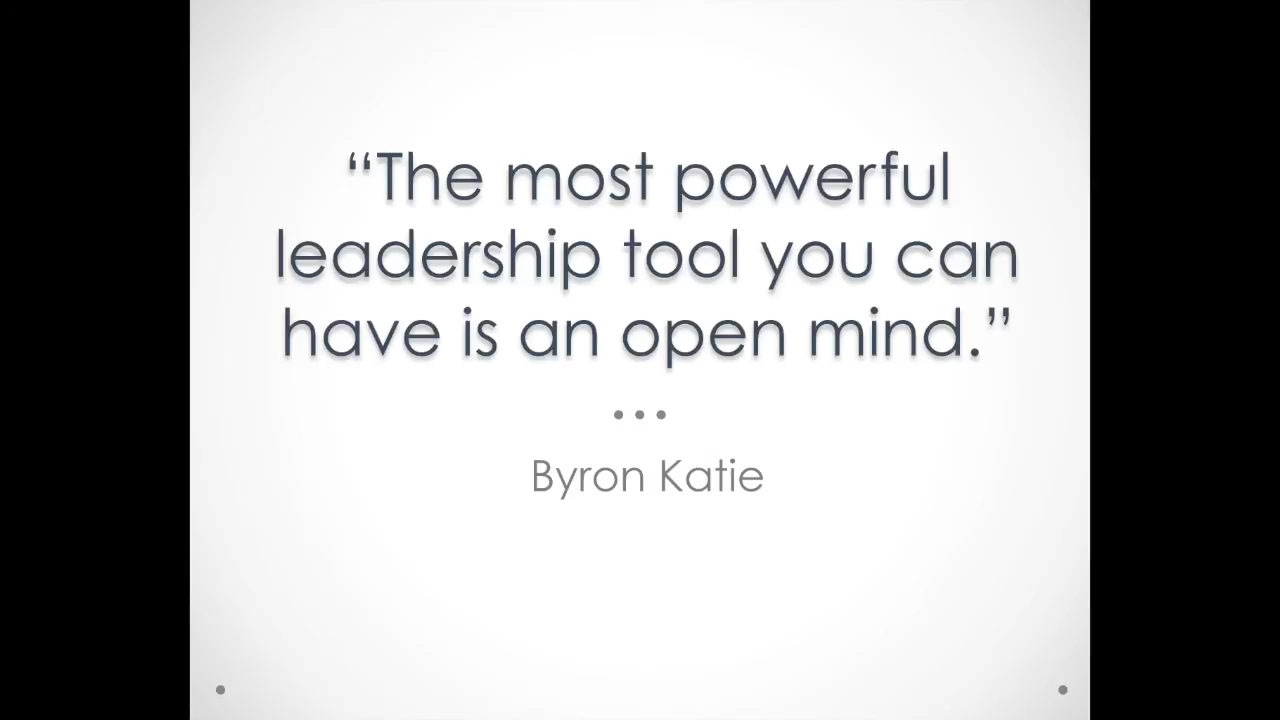 “The most powerful
leadership tool you can
have is an open mind.”
Byron Katie